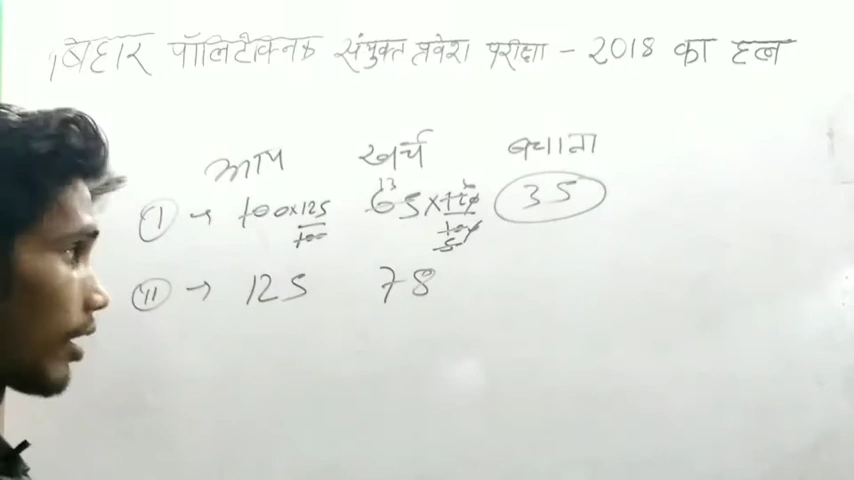 बिहार पॉलिटेक्निक संयुक्त प्रवेश परीक्षा - 2018 का हल
आय खर्च बचाना
I → 100×125/100 65×120/100 35
II → 125 78